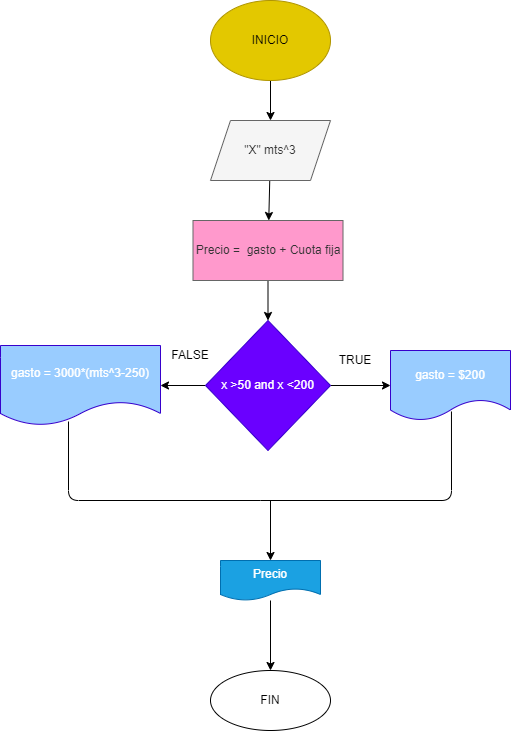 INICIO
"X" mts^3
Precio = gasto + Cuota fija
FALSE
TRUE
gasto = 3000*(mts^3-250)
x >50 and x <200
gasto = $200
Precio
FIN